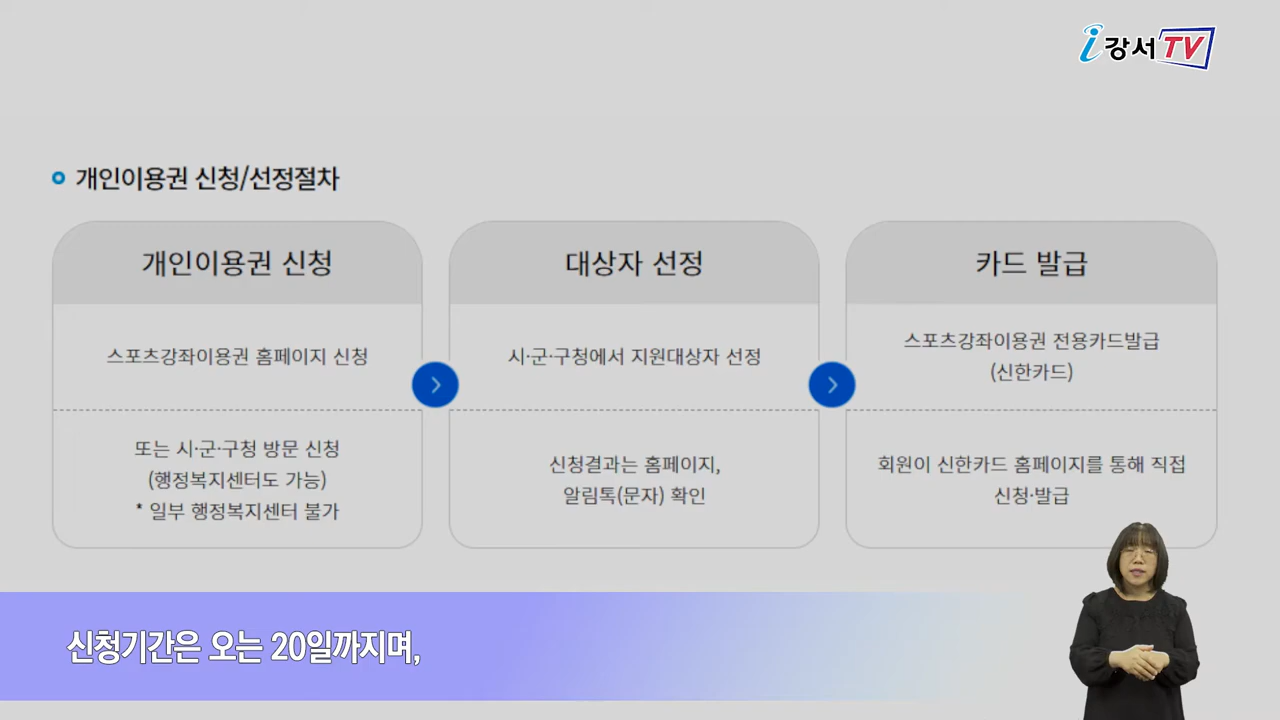 i강서TV
개인이용권 신청/선정절차
개인이용권 신청
스포츠강좌이용권 홈페이지 신청
또는 시·군·구청 방문 신청
(행정복지센터도 가능)
* 일부 행정복지센터 불가
대상자 선정
시·군·구청에서 지원대상자 선정
신청결과는 홈페이지,
알림톡(문자) 확인
카드 발급
스포츠강좌이용권 전용카드발급
(신한카드)
회원이 신한카드 홈페이지를 통해 직접
신청·발급
신청기간은 오는 20일까지며,